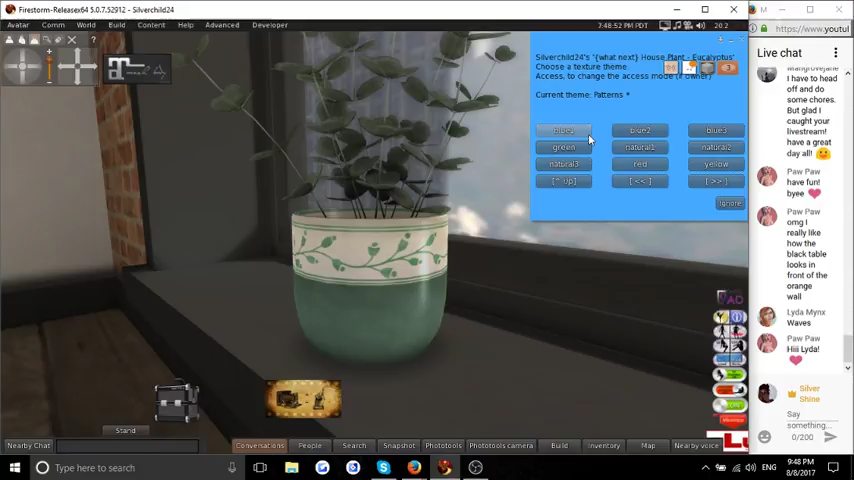 Firestorm-Releasex64 5.0.7.52912 - Silverchild24
https://www.youtul
Avatar Comm World Build Content Help Advanced Developer
7:48:52 PDT
20.2
Silverchild24's '{what next} House Plant - Eucalyptus'
Choose a texture theme
Access, to change the access mode (# owner)
Current theme: Patterns *
blue1 blue2 blue3
green natural1 natural2
natural3 red yellow
[^ Up] [ << ] [ >> ]
Ignore
Live chat
mangrovejane
I have to head
off and do
some chores.
But glad I
caught your
livestream!
have a great
day all!
Paw Paw
have fun!
byee
Paw Paw
omg i
really like
how the
black table
looks in
front of the
orange
wall
Lyda Mynx
Waves
Paw Paw
Hiii Lyda!
Silver
Shine
Say
something...
0/200
AO
Stand
Nearby Chat
Conversations People Search Snapshot Phototools Phototools camera Build Inventory Map Nearby voice
Type here to search
ENG
9:48 PM
8/8/2017